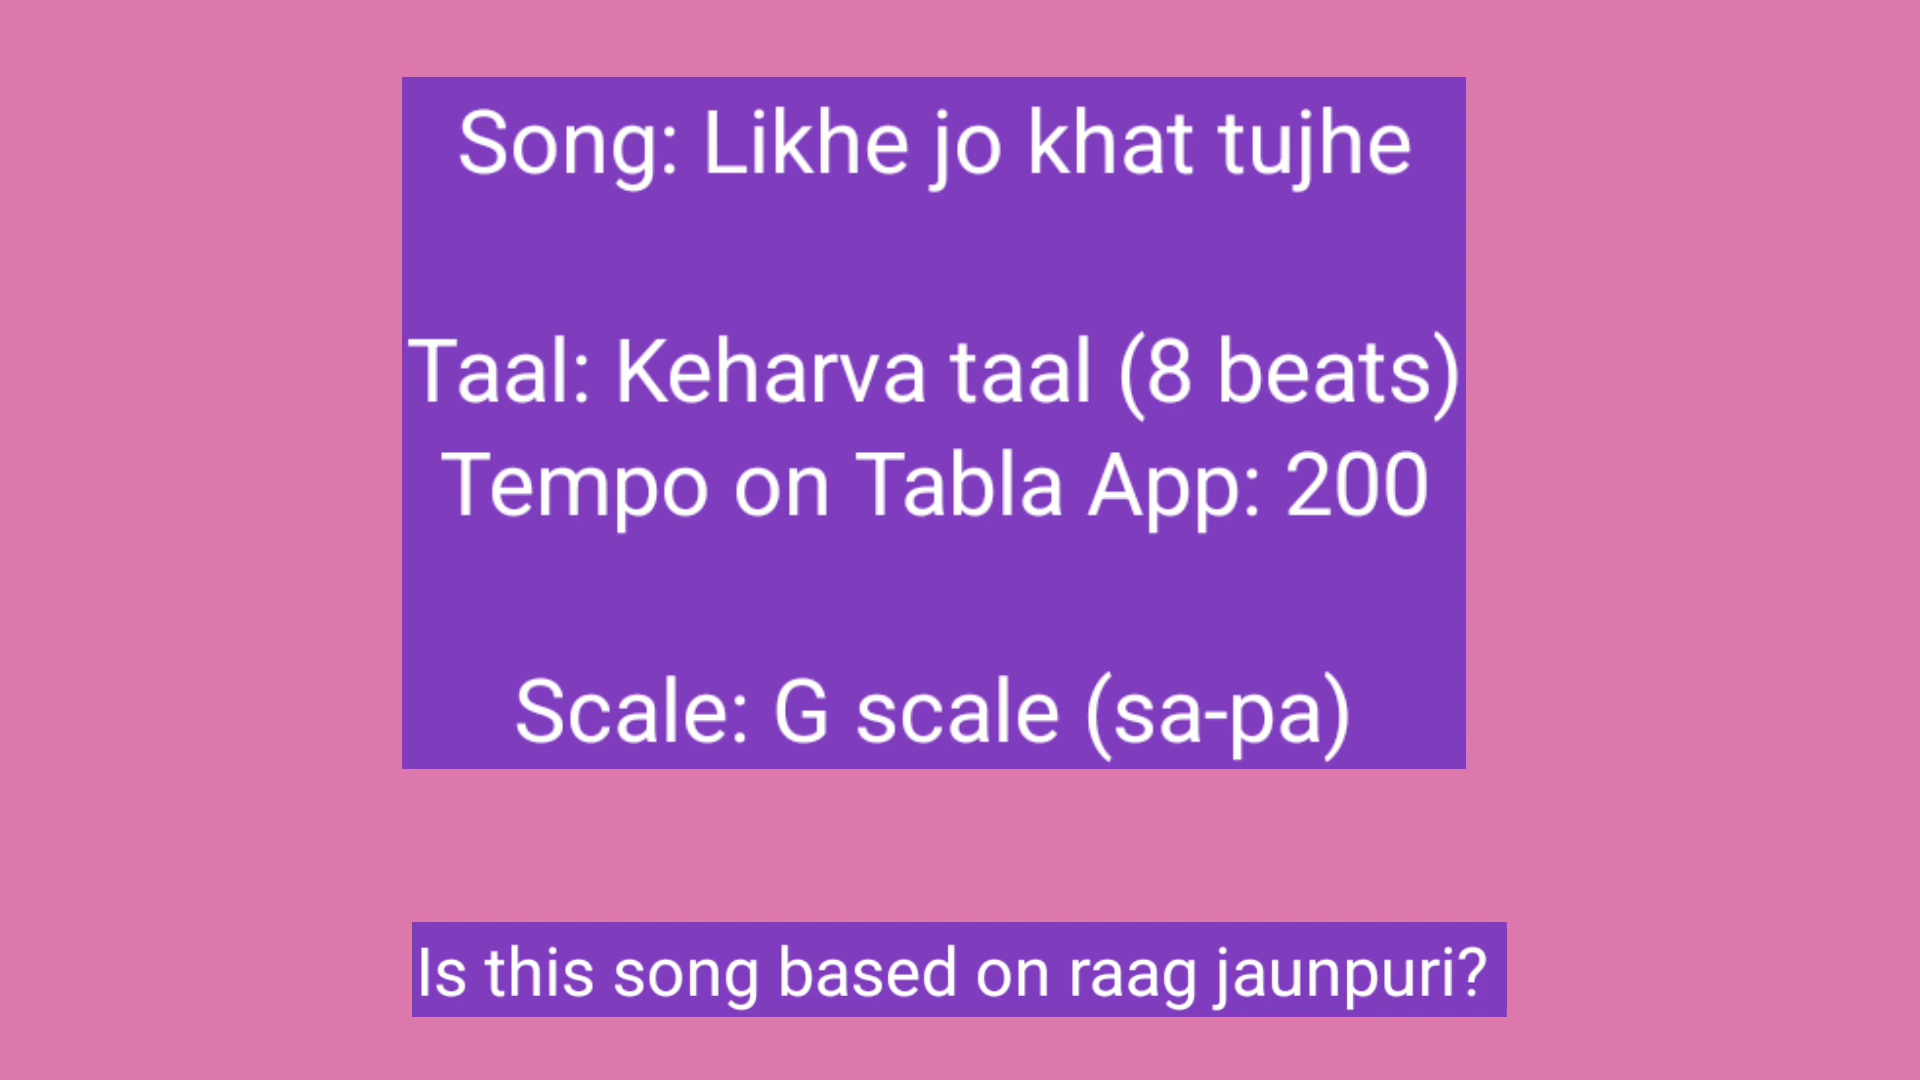 Song: Likhe jo khat tujhe
Taal: Keharva taal (8 beats)
Tempo on Tabla App: 200
Scale: G scale (sa-pa)
Is this song based on raag jaunpuri?